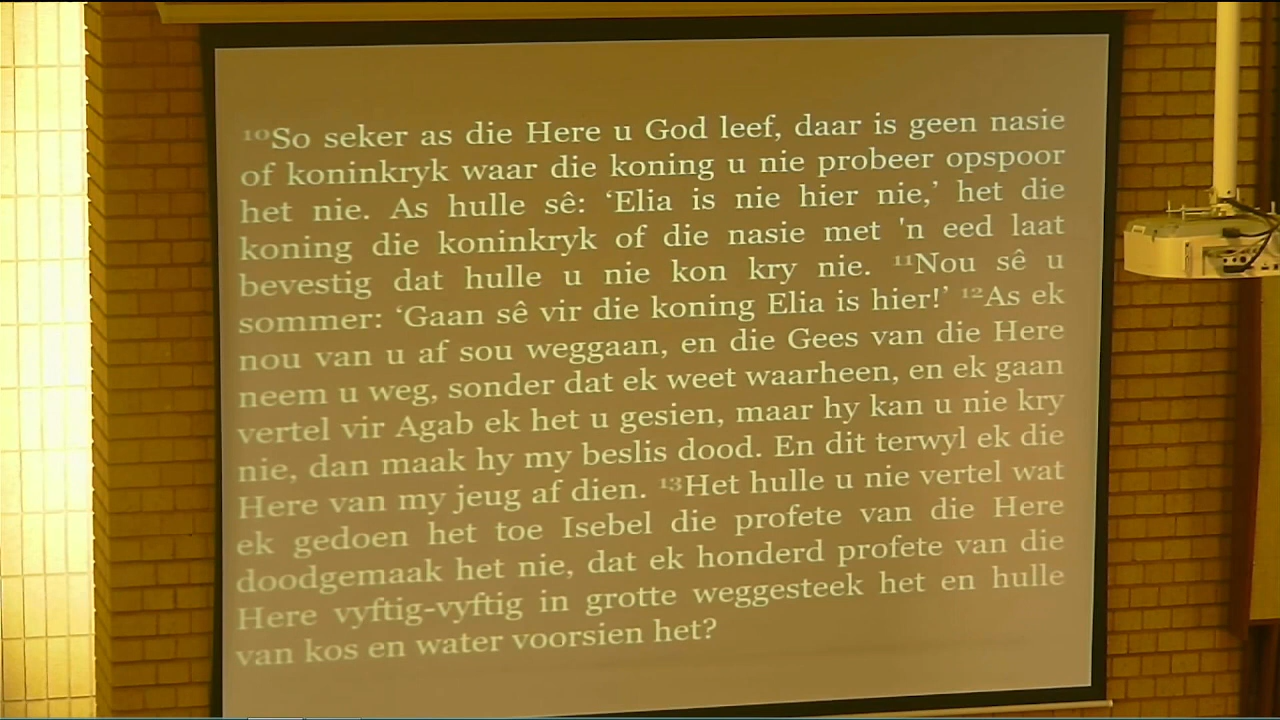 ¹⁰So seker as die Here u God leef, daar is geen nasie
of koninkryk waar die koning u nie probeer opspoor
het nie. As hulle sê: ‘Elia is nie hier nie,’ het die
koning die koninkryk of die nasie met 'n eed laat
bevestig dat hulle u nie kon kry nie. ¹¹Nou sê u
sommer: ‘Gaan sê vir die koning Elia is hier!’ ¹²As ek
nou van u af sou weggaan, en die Gees van die Here
neem u weg, sonder dat ek weet waarheen, en ek gaan
vertel vir Agab ek het u gesien, maar hy kan u nie kry
nie, dan maak hy my beslis dood. En dit terwyl ek die
Here van my jeug af dien. ¹³Het hulle u nie vertel wat
ek gedoen het toe Isebel die profete van die Here
doodgemaak het nie, dat ek honderd profete van die
Here vyftig-vyftig in grotte weggesteek het en hulle
van kos en water voorsien het?